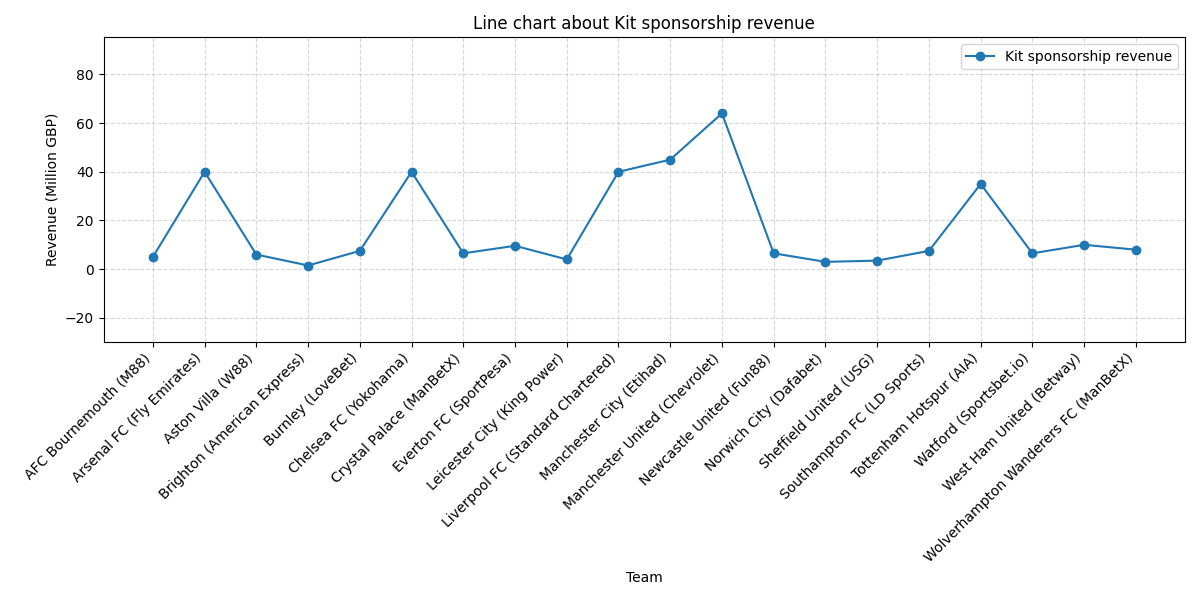 Line chart about Kit sponsorship revenue
Kit sponsorship revenue
Revenue (Million GBP)
80
60
40
20
0
−20
AFC Bournemouth (M88)
Arsenal FC (Fly Emirates)
Aston Villa (W88)
Brighton (American Express)
Burnley (LoveBet)
Chelsea FC (Yokohama)
Crystal Palace (ManBetX)
Everton FC (SportPesa)
Leicester City (King Power)
Liverpool FC (Standard Chartered)
Manchester City (Etihad)
Manchester United (Chevrolet)
Newcastle United (Fun88)
Norwich City (Dafabet)
Sheffield United (USG)
Southampton FC (LD Sports)
Tottenham Hotspur (AIA)
Watford (Sportsbet.io)
West Ham United (Betway)
Wolverhampton Wanderers FC (ManBetX)
Team